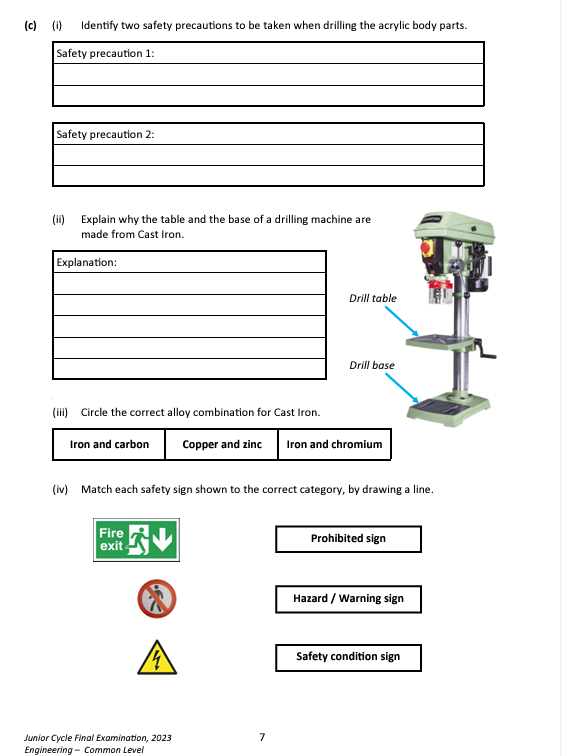 (c) (i) Identify two safety precautions to be taken when drilling the acrylic body parts.
Safety precaution 1:
Safety precaution 2:
(ii) Explain why the table and the base of a drilling machine are
made from Cast Iron.
Explanation:
Drill table
Drill base
(iii) Circle the correct alloy combination for Cast Iron.
Iron and carbon Copper and zinc Iron and chromium
(iv) Match each safety sign shown to the correct category, by drawing a line.
Fire
exit
Prohibited sign
Hazard / Warning sign
Safety condition sign
Junior Cycle Final Examination, 2023
7
Engineering – Common Level